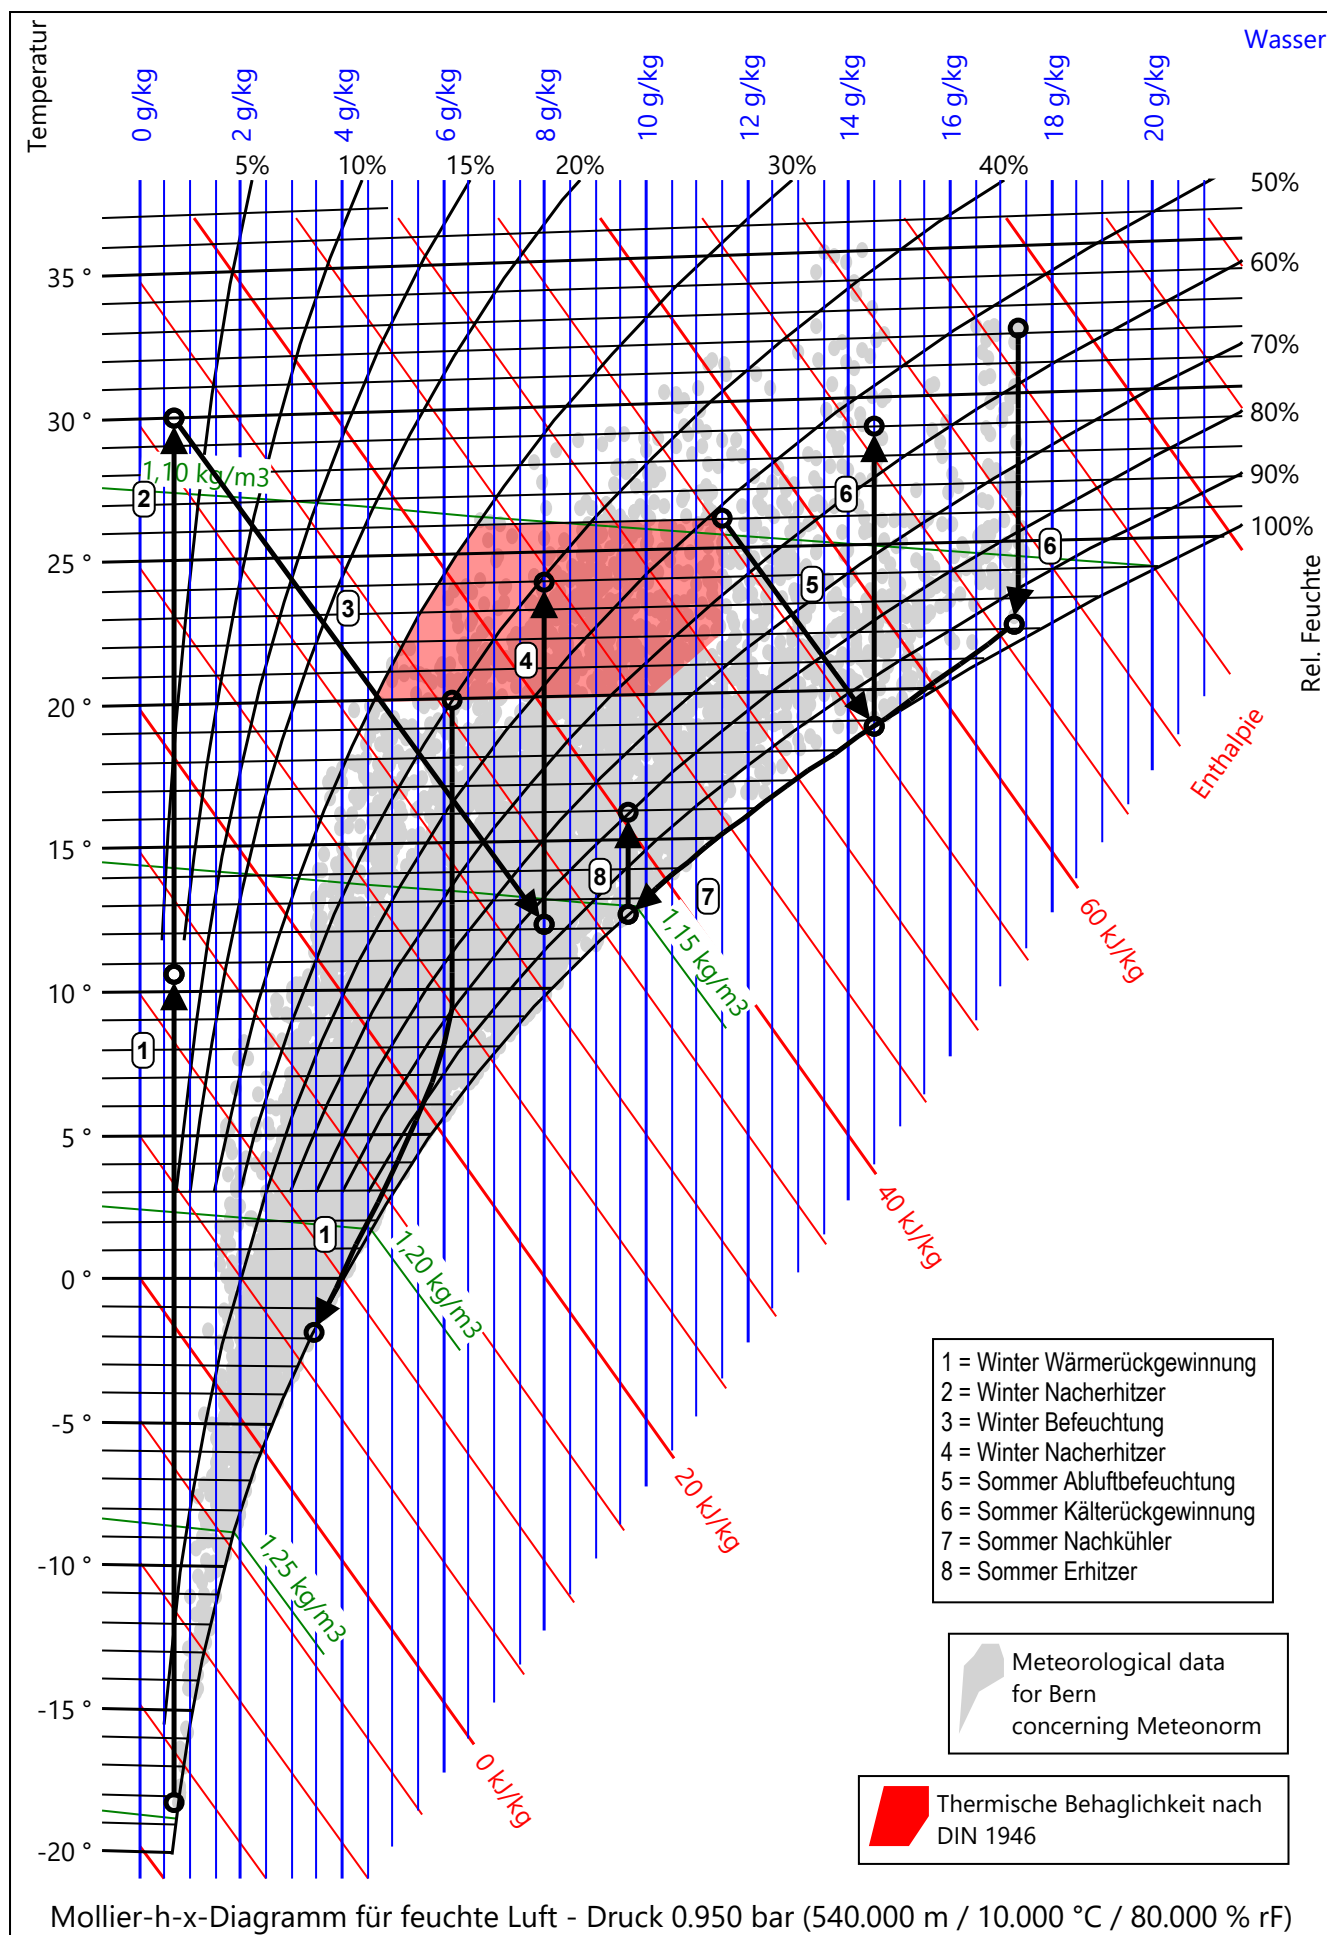 Wasser
Temperatur
0 g/kg
2 g/kg
4 g/kg
6 g/kg
8 g/kg
10 g/kg
12 g/kg
14 g/kg
16 g/kg
18 g/kg
20 g/kg
5%
10%
15%
20%
30%
40%
50%
60%
70%
80%
90%
100%
Rel. Feuchte
35 °
30 °
25 °
20 °
15 °
10 °
5 °
0 °
-5 °
-10 °
-15 °
-20 °
1,10 kg/m3
1,15 kg/m3
1,20 kg/m3
1,25 kg/m3
2
3
4
5
6
6
7
8
1
1
Enthalpie
60 kJ/kg
40 kJ/kg
20 kJ/kg
0 kJ/kg
1 = Winter Wärmerückgewinnung
2 = Winter Nacherhitzer
3 = Winter Befeuchtung
4 = Winter Nacherhitzer
5 = Sommer Abluftbefeuchtung
6 = Sommer Kälterückgewinnung
7 = Sommer Nachkühler
8 = Sommer Erhitzer
Meteorological data
for Bern
concerning Meteonorm
Thermische Behaglichkeit nach
DIN 1946
Mollier-h-x-Diagramm für feuchte Luft - Druck 0.950 bar (540.000 m / 10.000 °C / 80.000 % rF)